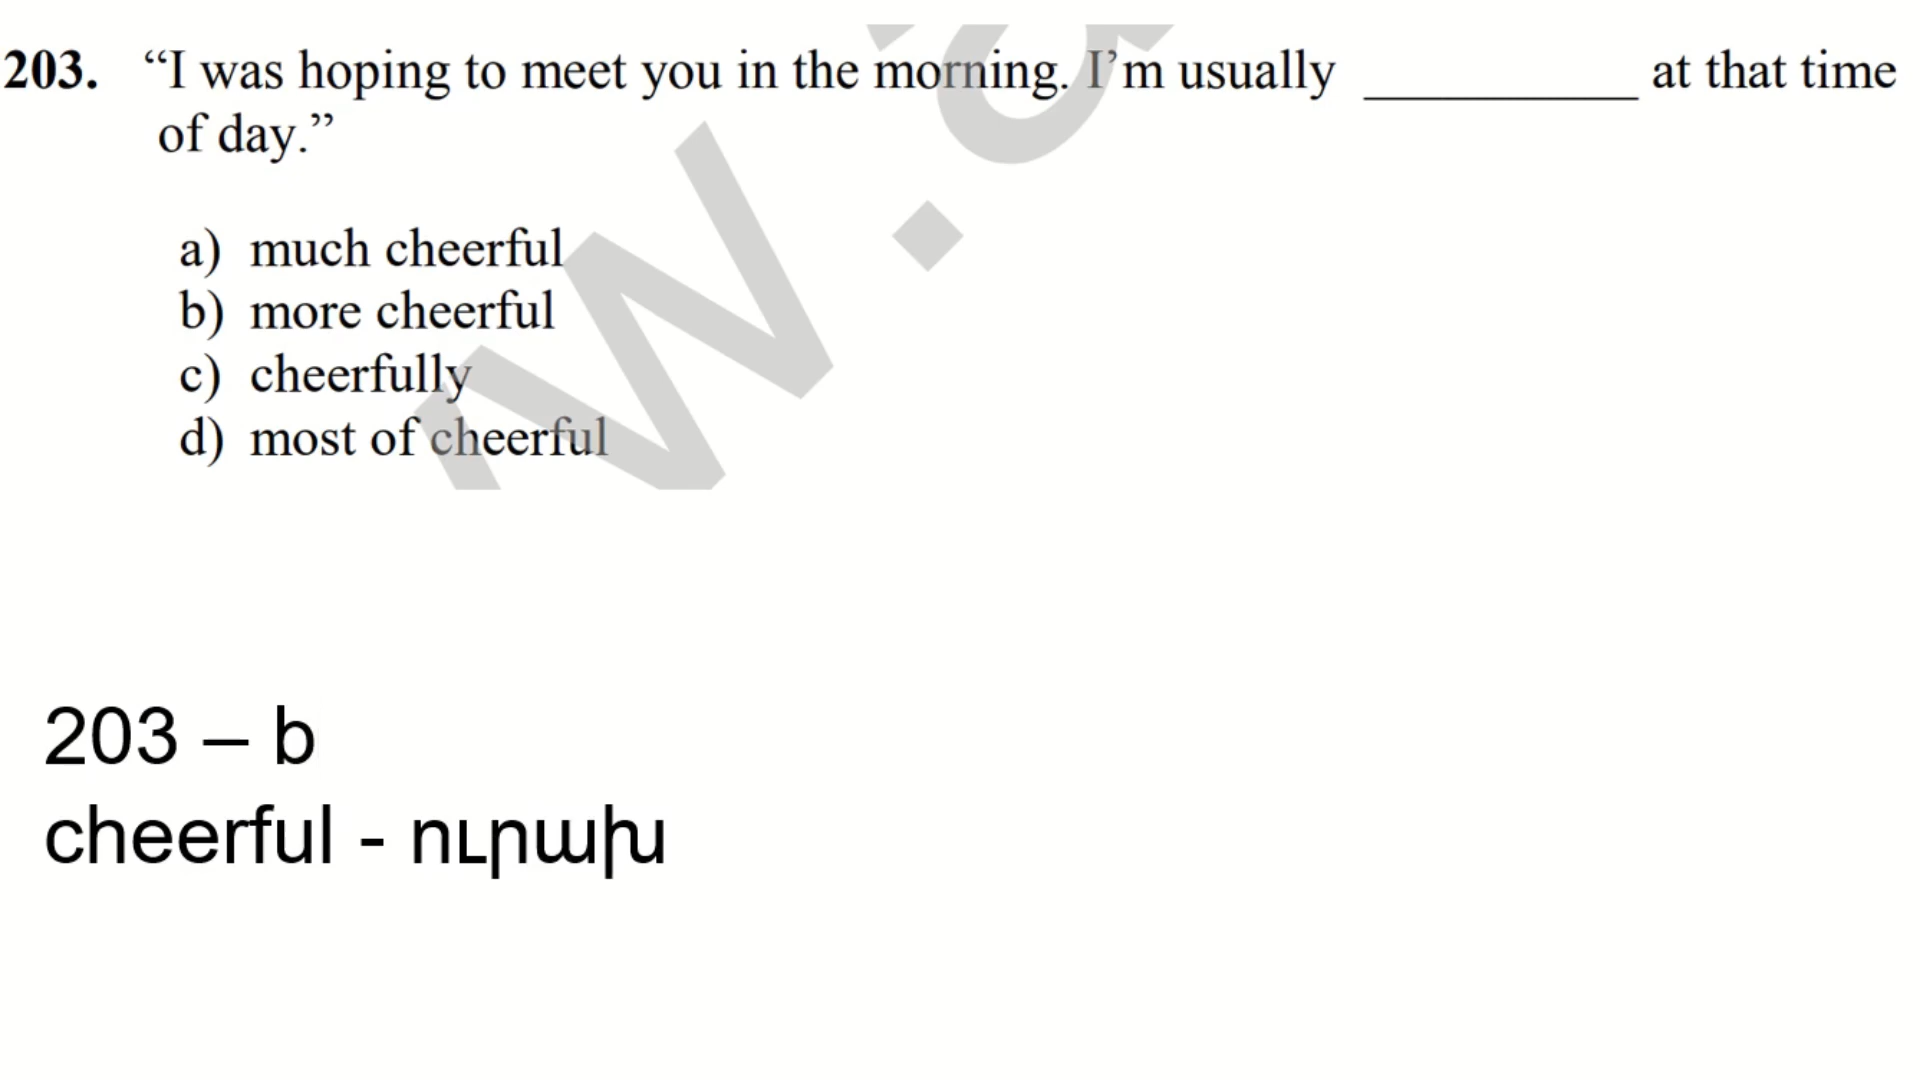 203. “I was hoping to meet you in the morning. I’m usually __________ at that time
of day.”
a) much cheerful
b) more cheerful
c) cheerfully
d) most of cheerful
203 – b
cheerful - ուրախ